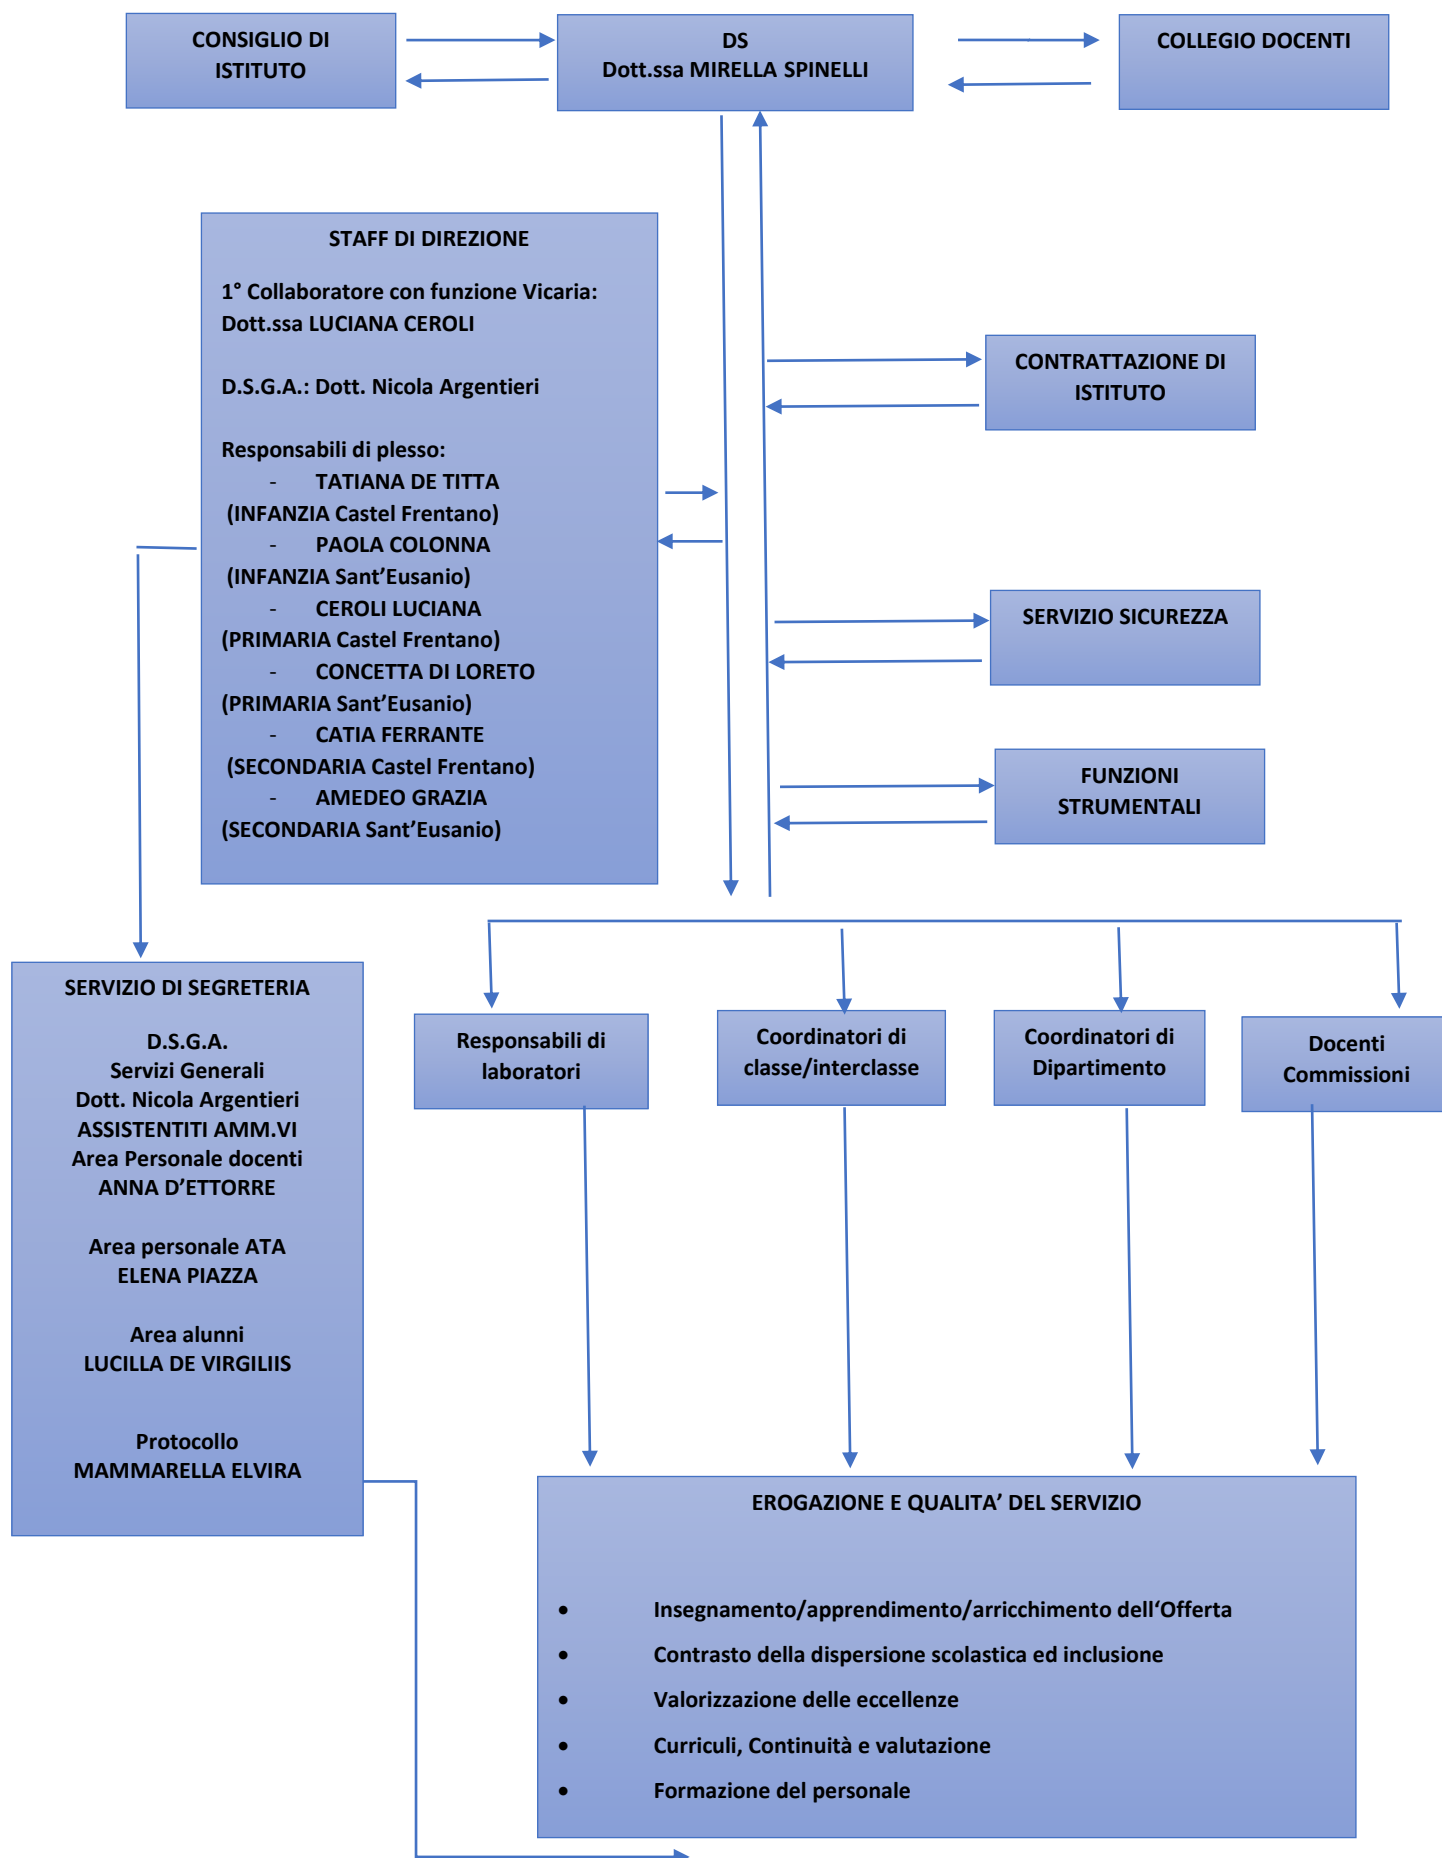 CONSIGLIO DI
ISTITUTO
DS
Dott.ssa MIRELLA SPINELLI
COLLEGIO DOCENTI
STAFF DI DIREZIONE
1° Collaboratore con funzione Vicaria:
Dott.ssa LUCIANA CEROLI
D.S.G.A.: Dott. Nicola Argentieri
Responsabili di plesso:
- TATIANA DE TITTA
(INFANZIA Castel Frentano)
- PAOLA COLONNA
(INFANZIA Sant’Eusanio)
- CEROLI LUCIANA
(PRIMARIA Castel Frentano)
- CONCETTA DI LORETO
(PRIMARIA Sant’Eusanio)
- CATIA FERRANTE
(SECONDARIA Castel Frentano)
- AMEDEO GRAZIA
(SECONDARIA Sant’Eusanio)
CONTRATTAZIONE DI
ISTITUTO
SERVIZIO SICUREZZA
FUNZIONI
STRUMENTALI
SERVIZIO DI SEGRETERIA
D.S.G.A.
Servizi Generali
Dott. Nicola Argentieri
ASSISTENTITI AMM.VI
Area Personale docenti
ANNA D’ETTORRE
Area personale ATA
ELENA PIAZZA
Area alunni
LUCILLA DE VIRGILIIS
Protocollo
MAMMARELLA ELVIRA
Responsabili di
laboratori
Coordinatori di
classe/interclasse
Coordinatori di
Dipartimento
Docenti
Commissioni
EROGAZIONE E QUALITA’ DEL SERVIZIO
• Insegnamento/apprendimento/arricchimento dell‘Offerta
• Contrasto della dispersione scolastica ed inclusione
• Valorizzazione delle eccellenze
• Curriculi, Continuità e valutazione
• Formazione del personale